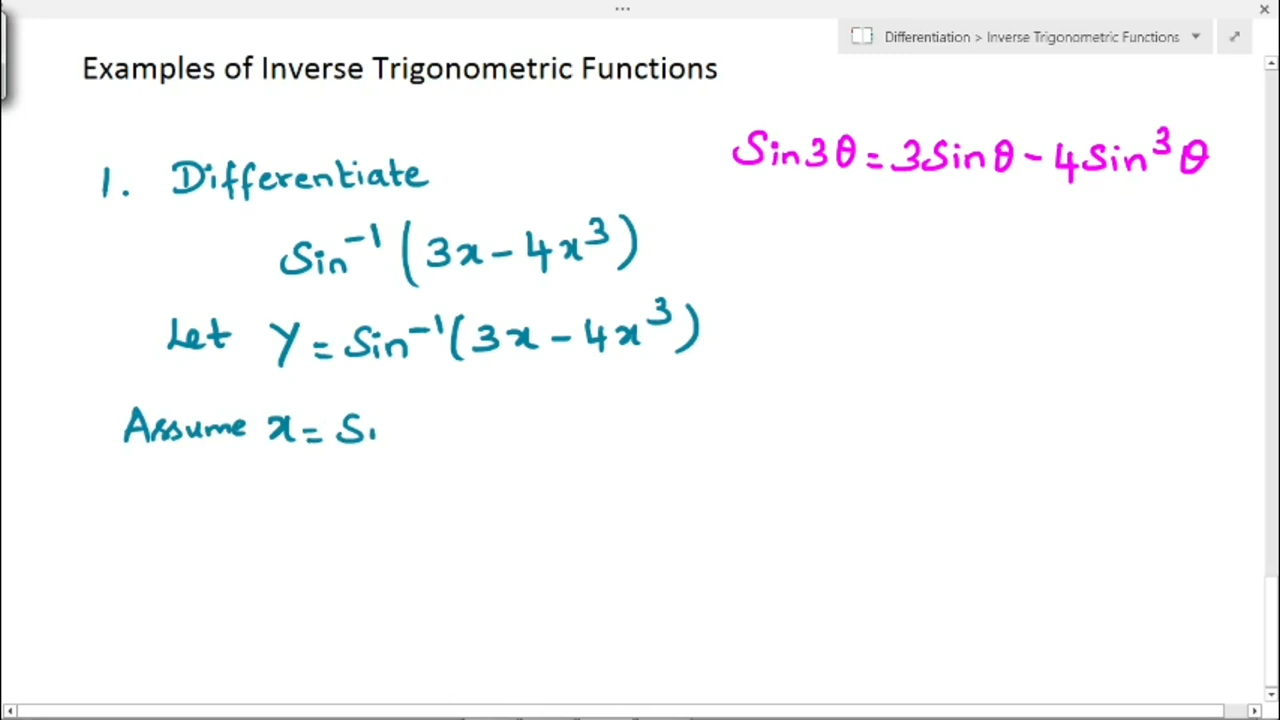 Differentiation > Inverse Trigonometric Functions
Examples of Inverse Trigonometric Functions
Sin3θ = 3Sinθ - 4Sin³θ
1. Differentiate
Sin⁻¹(3x - 4x³)
Let Y = Sin⁻¹(3x - 4x³)
Assume x = Si